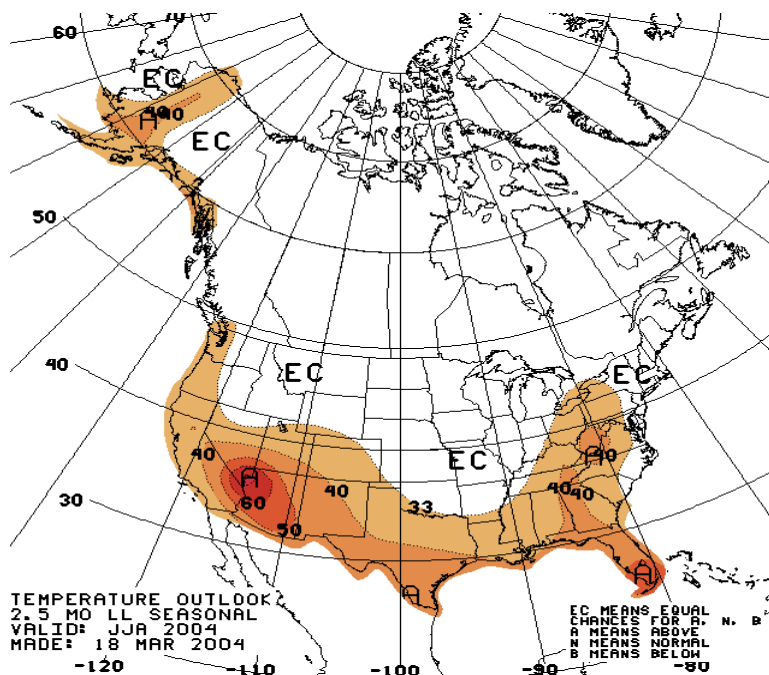 70
60
EC
40
A 40
EC
50
EC
EC
40
EC
40
A
40
A 40
40
40
60
33
50
30
A
A
TEMPERATURE OUTLOOK
2.5 MO LL SEASONAL
VALID: JJA 2004
MADE: 18 MAR 2004
EC MEANS EQUAL
CHANCES FOR A, N, B
A MEANS ABOVE
N MEANS NORMAL
B MEANS BELOW
-120
-110
-100
-90
-80